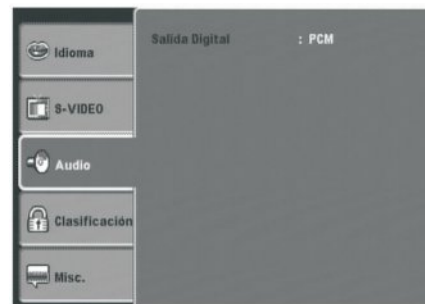 Idioma
S-VIDEO
Audio
Clasificación
Misc.
Salida Digital : PCM